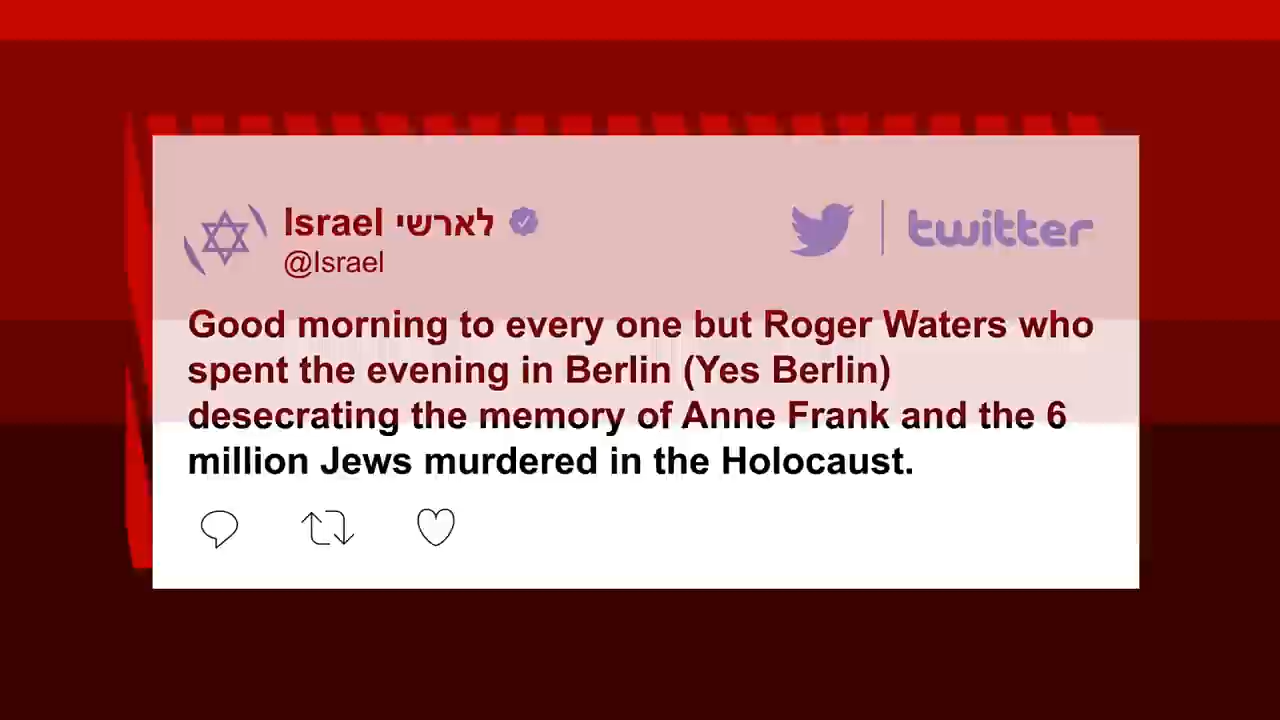 Israel לארשי
@Israel
twitter
Good morning to every one but Roger Waters who
spent the evening in Berlin (Yes Berlin)
desecrating the memory of Anne Frank and the 6
million Jews murdered in the Holocaust.